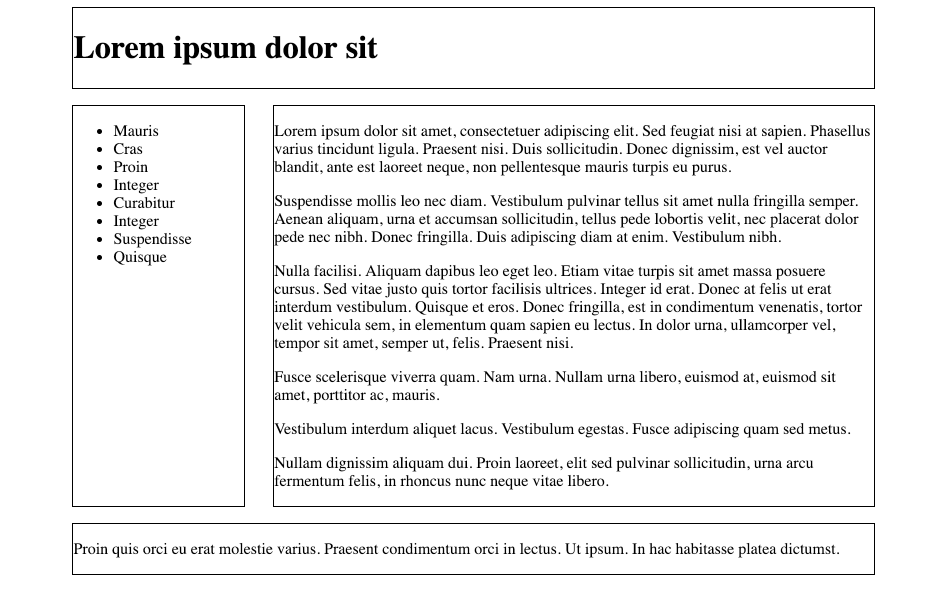 Lorem ipsum dolor sit
Mauris
Cras
Proin
Integer
Curabitur
Integer
Suspendisse
Quisque
Lorem ipsum dolor sit amet, consectetuer adipiscing elit. Sed feugiat nisi at sapien. Phasellus
varius tincidunt ligula. Praesent nisi. Duis sollicitudin. Donec dignissim, est vel auctor
blandit, ante est laoreet neque, non pellentesque mauris turpis eu purus.
Suspendisse mollis leo nec diam. Vestibulum pulvinar tellus sit amet nulla fringilla semper.
Aenean aliquam, urna et accumsan sollicitudin, tellus pede lobortis velit, nec placerat dolor
pede nec nibh. Donec fringilla. Duis adipiscing diam at enim. Vestibulum nibh.
Nulla facilisi. Aliquam dapibus leo eget leo. Etiam vitae turpis sit amet massa posuere
cursus. Sed vitae justo quis tortor facilisis ultrices. Integer id erat. Donec at felis ut erat
interdum vestibulum. Quisque et eros. Donec fringilla, est in condimentum venenatis, tortor
velit vehicula sem, in elementum quam sapien eu lectus. In dolor urna, ullamcorper vel,
tempor sit amet, semper ut, felis. Praesent nisi.
Fusce scelerisque viverra quam. Nam urna. Nullam urna libero, euismod at, euismod sit
amet, porttitor ac, mauris.
Vestibulum interdum aliquet lacus. Vestibulum egestas. Fusce adipiscing quam sed metus.
Nullam dignissim aliquam dui. Proin laoreet, elit sed pulvinar sollicitudin, urna arcu
fermentum felis, in rhoncus nunc neque vitae libero.
Proin quis orci eu erat molestie varius. Praesent condimentum orci in lectus. Ut ipsum. In hac habitasse platea dictumst.